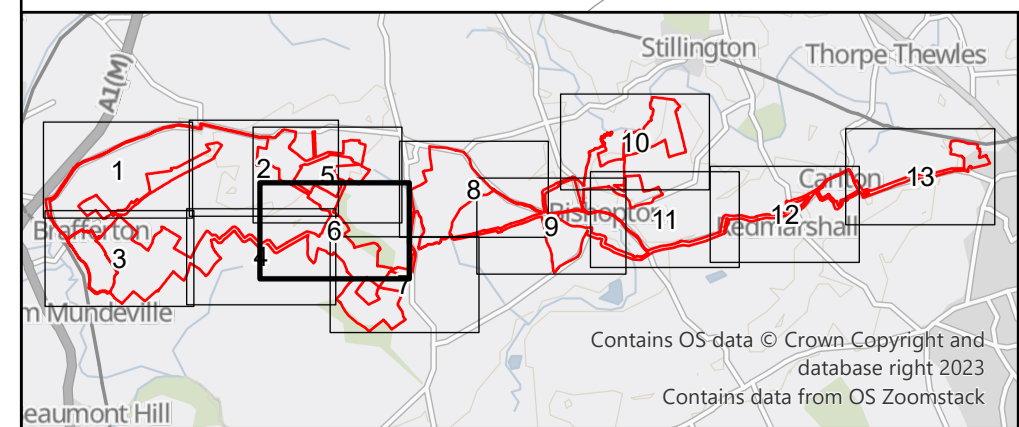 Stillington
Thorpe Thewles
A1(M)
10
1
2
5
Carlton
13
8
Bishopton
11
12
Redmarshall
Brafferton
6
9
3
4
7
m Mundeville
Contains OS data © Crown Copyright and
database right 2023
Contains data from OS Zoomstack
eaumont Hill